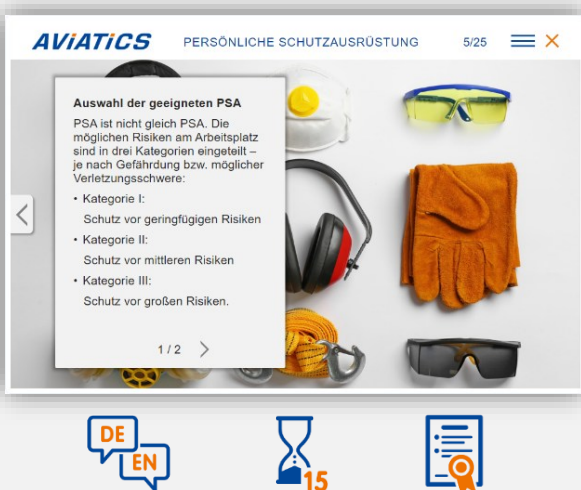 AViATiCS
PERSÖNLICHE SCHUTZAUSRÜSTUNG
5/25
Auswahl der geeigneten PSA
PSA ist nicht gleich PSA. Die
möglichen Risiken am Arbeitsplatz
sind in drei Kategorien eingeteilt –
je nach Gefährdung bzw. möglicher
Verletzungsschwere:
• Kategorie I:
Schutz vor geringfügigen Risiken
• Kategorie II:
Schutz vor mittleren Risiken
• Kategorie III:
Schutz vor großen Risiken.
1 / 2
DE
EN
15